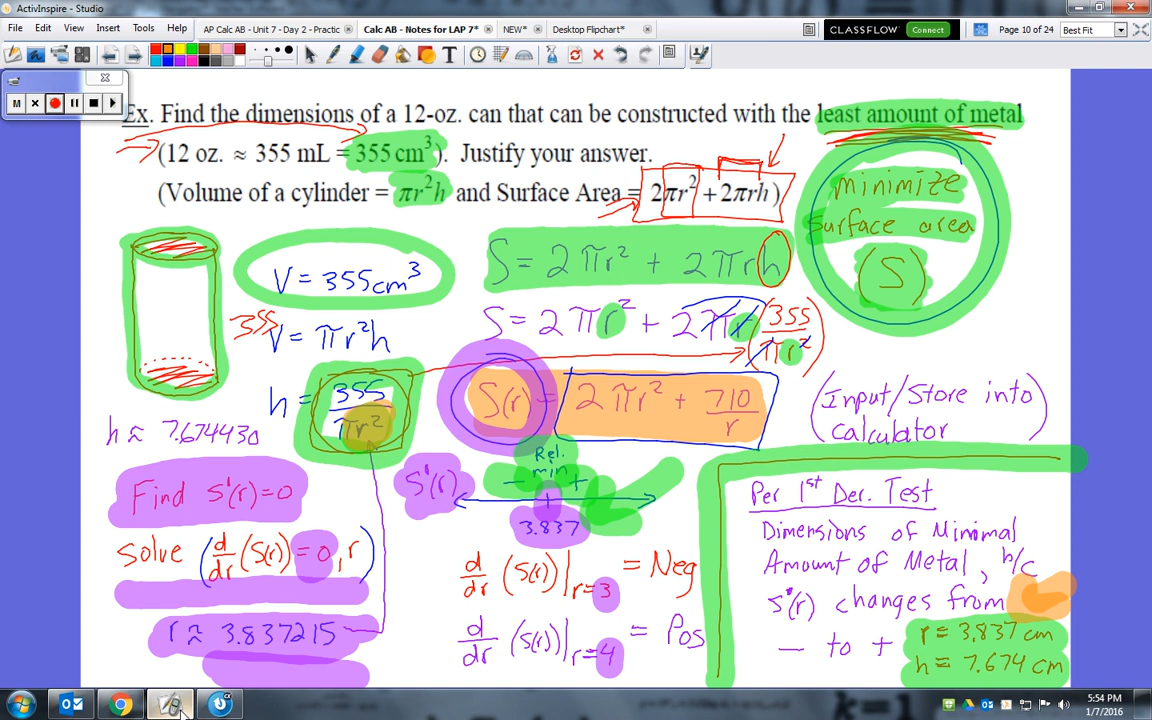 ActivInspire - Studio
File Edit View Insert Tools Help
AP Calc AB - Unit 7 - Day 2 - Practic
Calc AB - Notes for LAP 7*
NEW*
Desktop Flipchart*
CLASSFLOW Connect
Page 10 of 24
Best Fit
Ex. Find the dimensions of a 12-oz. can that can be constructed with the least amount of metal
(12 oz. ≈ 355 mL = 355 cm³). Justify your answer.
(Volume of a cylinder = πr²h and Surface Area = 2πr² + 2πrh)
minimize
surface area
(S)
V = 355cm³
S = 2πr² + 2πrh
355
V = πr²h
S = 2πr² + 2πr(355/πr²)
h = 355/πr²
S(r) = 2πr² + 710/r
(Input/Store into
calculator)
h ≈ 7.674430
Rel.
min
S'(r)
− +
3.837
Find S'(r)=0
solve (d/dr(S(r))=0,r)
r ≈ 3.837215
d/dr (S(r))|r=3 = Neg
d/dr (S(r))|r=4 = Pos
Per 1st Der. Test
Dimensions of Minimal
Amount of Metal, b/c
S'(r) changes from
− to +
r = 3.837 cm
h ≈ 7.674 cm
5:54 PM
1/7/2016